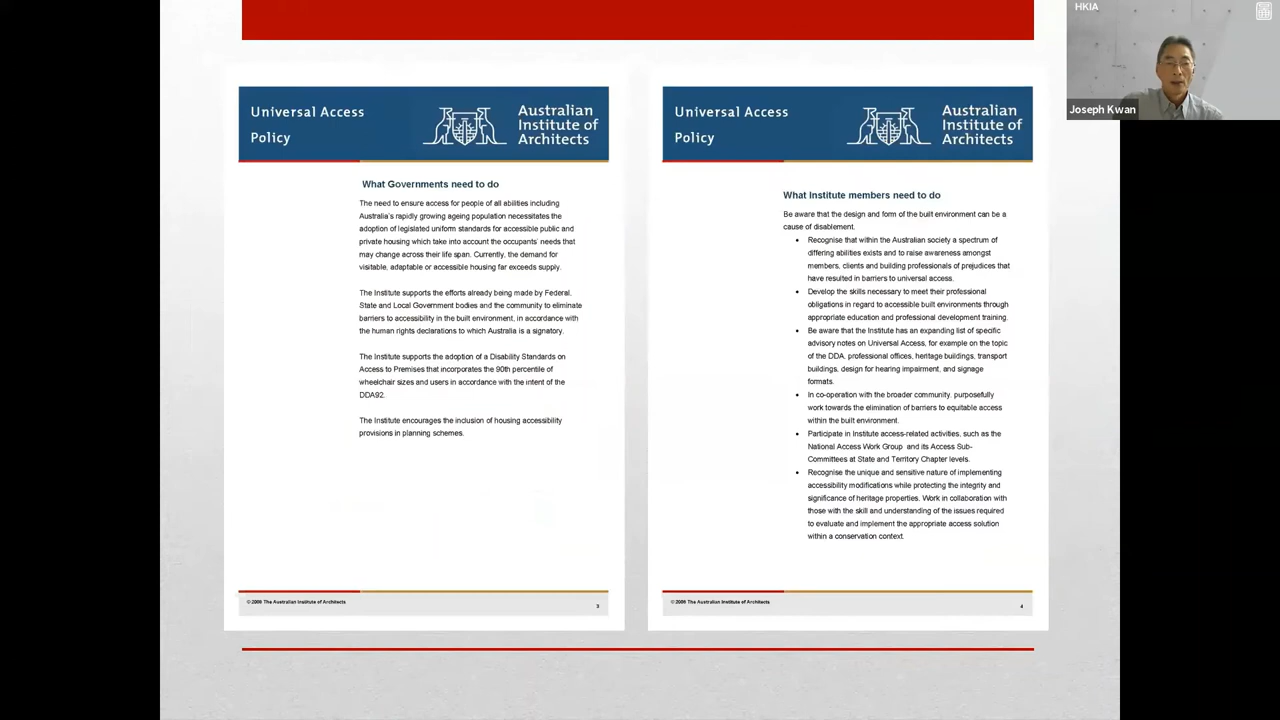 HKIA
Joseph Kwan
Universal Access
Policy
Australian
Institute of
Architects
What Governments need to do
The need to ensure access for people of all abilities including
Australia's rapidly growing ageing population necessitates the
adoption of legislated uniform standards for accessible public and
private housing which take into account the occupants' needs that
may change across their life span. Currently, the demand for
visitable, adaptable or accessible housing far exceeds supply.
The Institute supports the efforts already being made by Federal,
State and Local Government bodies and the community to eliminate
barriers to accessibility in the built environment, in accordance with
the human rights declarations to which Australia is a signatory.
The Institute supports the adoption of a Disability Standards on
Access to Premises that incorporates the 90th percentile of
wheelchair sizes and users in accordance with the intent of the
DDA92.
The Institute encourages the inclusion of housing accessibility
provisions in planning schemes.
© 2006 The Australian Institute of Architects
3
Universal Access
Policy
Australian
Institute of
Architects
What Institute members need to do
Be aware that the design and form of the built environment can be a
cause of disablement.
• Recognise that within the Australian society a spectrum of
differing abilities exists and to raise awareness amongst
members, clients and building professionals of prejudices that
have resulted in barriers to universal access.
• Develop the skills necessary to meet their professional
obligations in regard to accessible built environments through
appropriate education and professional development training.
• Be aware that the Institute has an expanding list of specific
advisory notes on Universal Access, for example on the topic
of the DDA, professional offices, heritage buildings, transport
buildings, design for hearing impairment, and signage
formats.
• In co-operation with the broader community, purposefully
work towards the elimination of barriers to equitable access
within the built environment.
• Participate in Institute access-related activities, such as the
National Access Work Group and its Access Sub-
Committees at State and Territory Chapter levels.
• Recognise the unique and sensitive nature of implementing
accessibility modifications while protecting the integrity and
significance of heritage properties. Work in collaboration with
those with the skill and understanding of the issues required
to evaluate and implement the appropriate access solution
within a conservation context.
© 2006 The Australian Institute of Architects
4